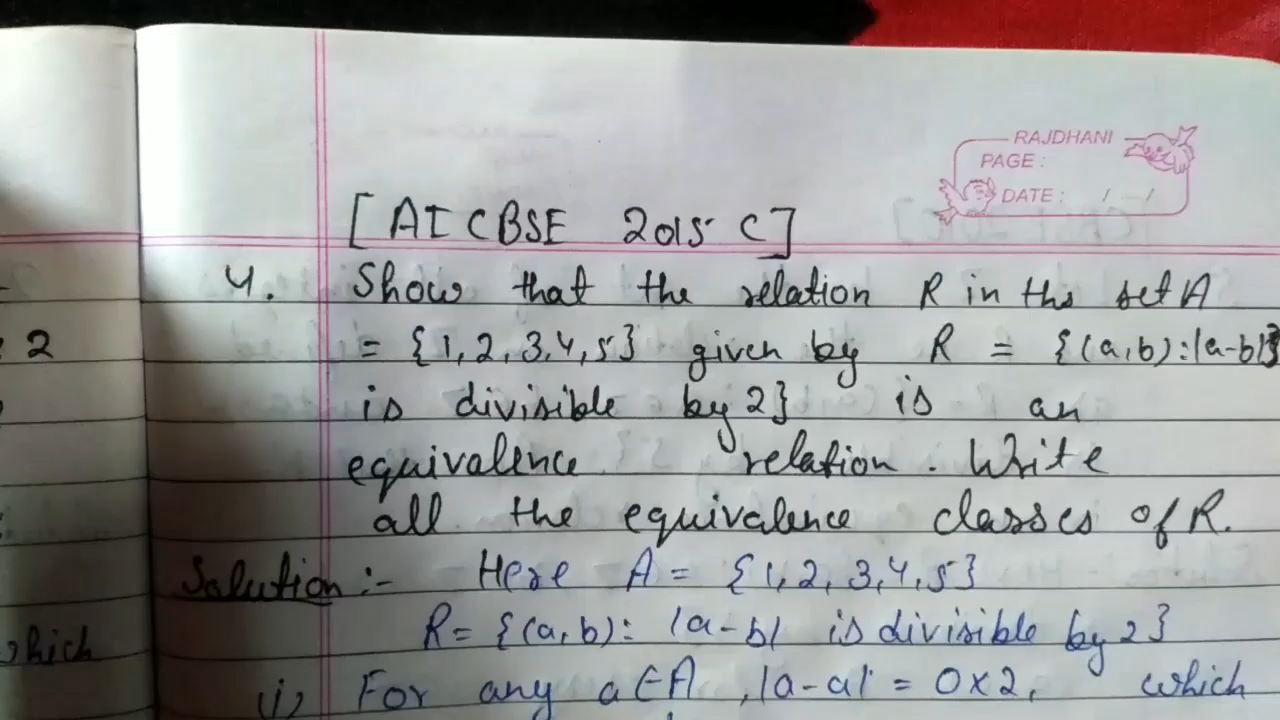 RAJDHANI
PAGE :
DATE : / /
[AI CBSE 2015 C]
4. Show that the relation R in the set A
= {1,2,3,4,5} given by R = {(a,b):|a-b|}
2
is divisible by 2} is an
equivalence relation. Write
all the equivalence classes of R.
Solution :- Here A = {1,2,3,4,5}
R= {(a,b): |a-b| is divisible by 2}
which
(i) For any a∈A, |a-a| = 0×2, which